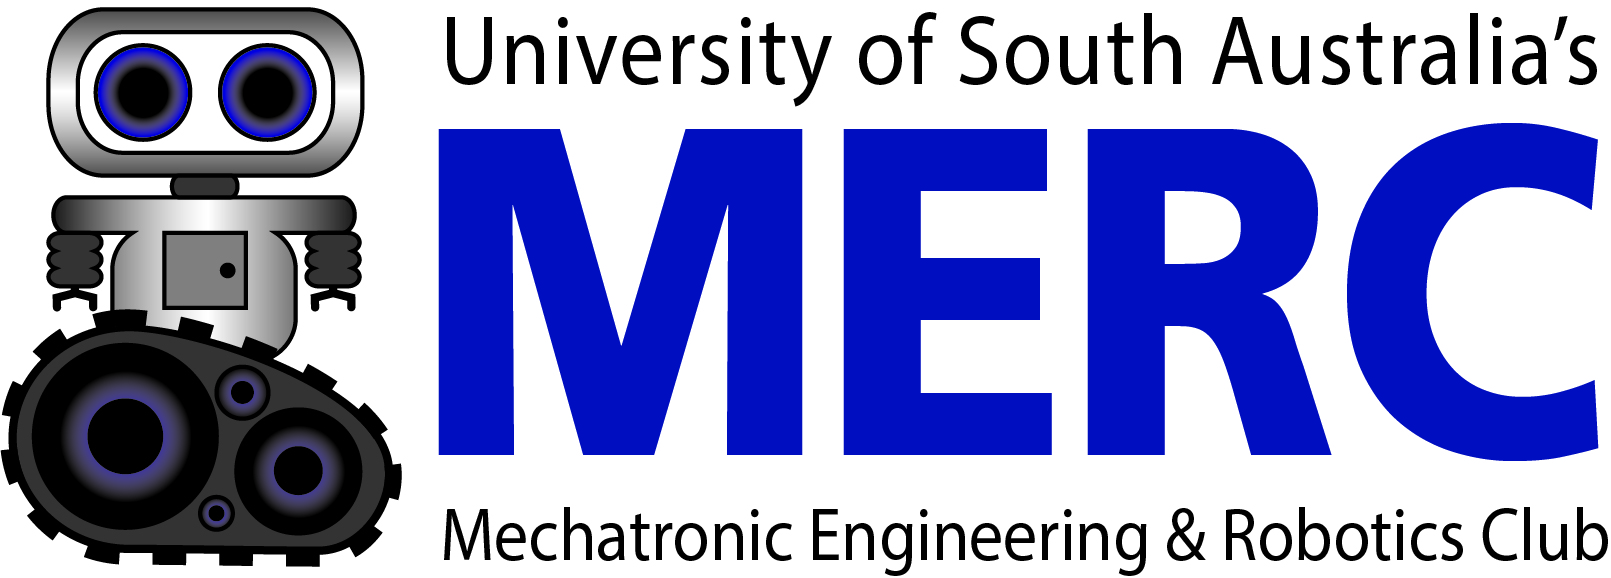 University of South Australia’s
MERC
Mechatronic Engineering & Robotics Club